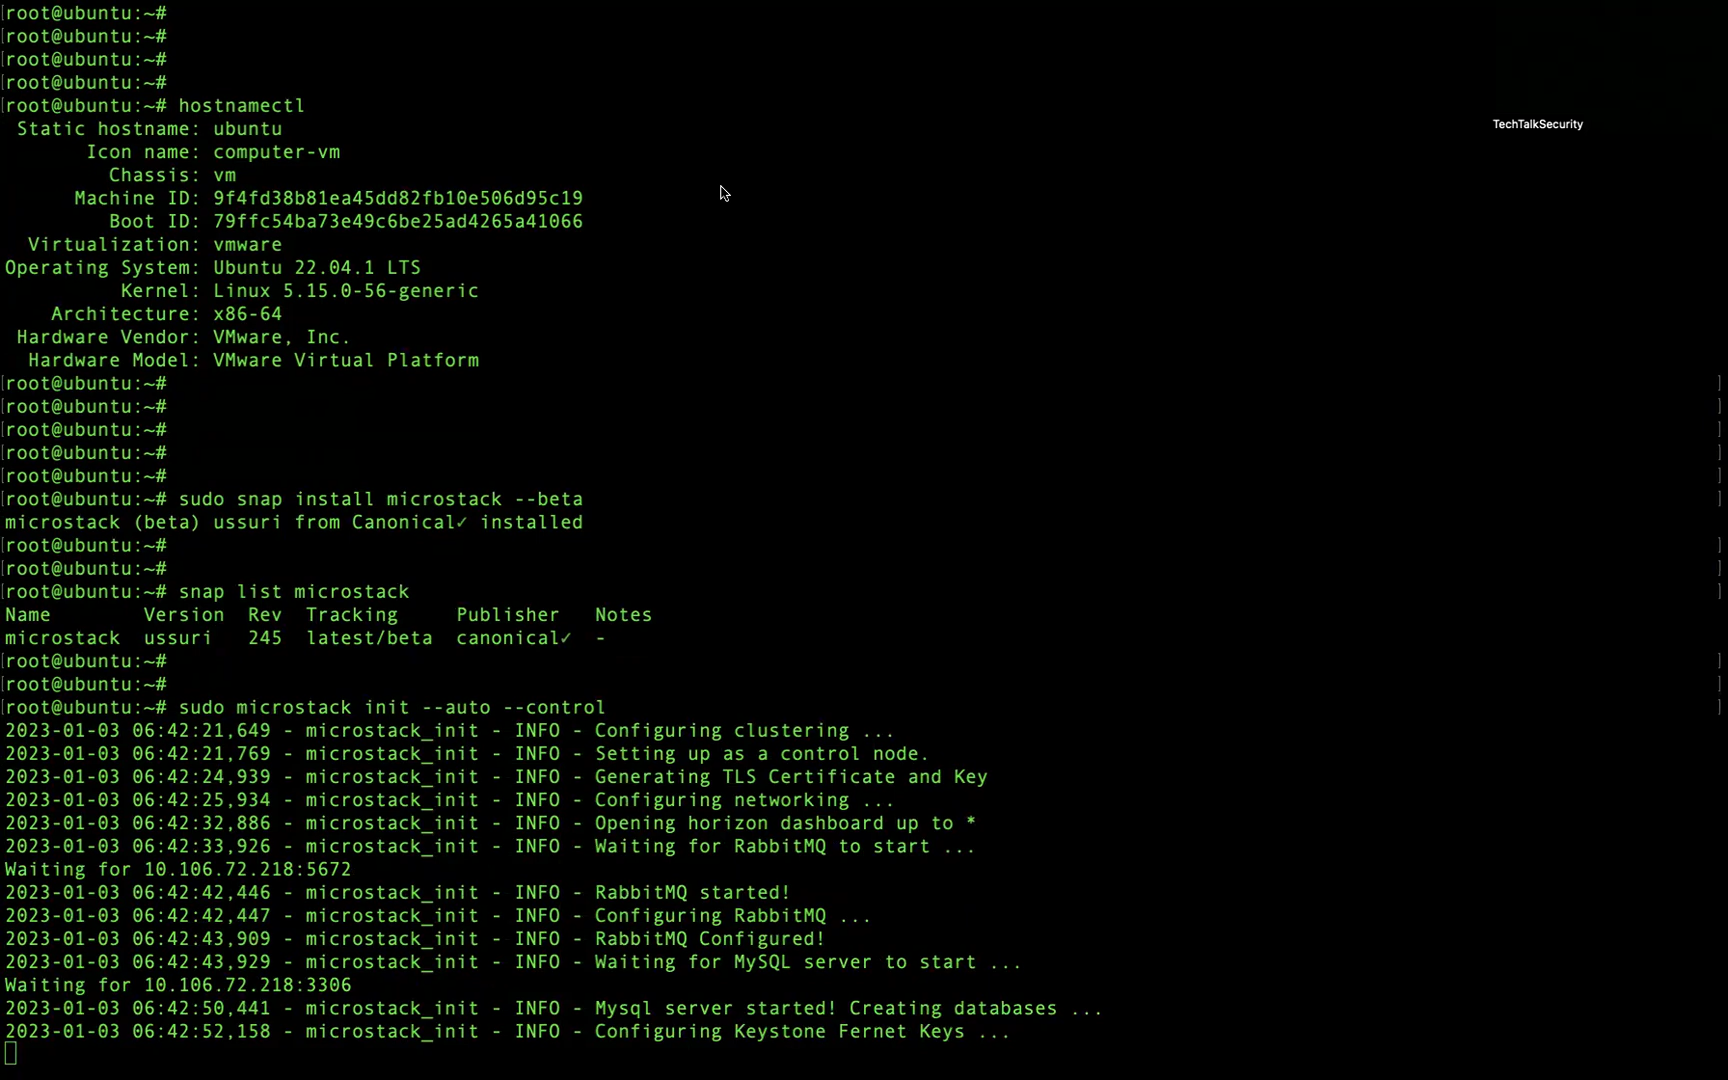 [root@ubuntu:~#
[root@ubuntu:~#
[root@ubuntu:~#
[root@ubuntu:~#
[root@ubuntu:~# hostnamectl
TechTalkSecurity
 Static hostname: ubuntu
       Icon name: computer-vm
         Chassis: vm
      Machine ID: 9f4fd38b81ea45dd82fb10e506d95c19
         Boot ID: 79ffc54ba73e49c6be25ad4265a41066
  Virtualization: vmware
Operating System: Ubuntu 22.04.1 LTS
          Kernel: Linux 5.15.0-56-generic
    Architecture: x86-64
 Hardware Vendor: VMware, Inc.
  Hardware Model: VMware Virtual Platform
[root@ubuntu:~# ]
[root@ubuntu:~# ]
[root@ubuntu:~# ]
[root@ubuntu:~# ]
[root@ubuntu:~# ]
[root@ubuntu:~# sudo snap install microstack --beta ]
microstack (beta) ussuri from Canonical✓ installed
[root@ubuntu:~# ]
[root@ubuntu:~# ]
[root@ubuntu:~# snap list microstack ]
Name        Version  Rev  Tracking     Publisher   Notes
microstack  ussuri   245  latest/beta  canonical✓  -
[root@ubuntu:~# ]
[root@ubuntu:~# ]
[root@ubuntu:~# sudo microstack init --auto --control ]
2023-01-03 06:42:21,649 - microstack_init - INFO - Configuring clustering ...
2023-01-03 06:42:21,769 - microstack_init - INFO - Setting up as a control node.
2023-01-03 06:42:24,939 - microstack_init - INFO - Generating TLS Certificate and Key
2023-01-03 06:42:25,934 - microstack_init - INFO - Configuring networking ...
2023-01-03 06:42:32,886 - microstack_init - INFO - Opening horizon dashboard up to *
2023-01-03 06:42:33,926 - microstack_init - INFO - Waiting for RabbitMQ to start ...
Waiting for 10.106.72.218:5672
2023-01-03 06:42:42,446 - microstack_init - INFO - RabbitMQ started!
2023-01-03 06:42:42,447 - microstack_init - INFO - Configuring RabbitMQ ...
2023-01-03 06:42:43,909 - microstack_init - INFO - RabbitMQ Configured!
2023-01-03 06:42:43,929 - microstack_init - INFO - Waiting for MySQL server to start ...
Waiting for 10.106.72.218:3306
2023-01-03 06:42:50,441 - microstack_init - INFO - Mysql server started! Creating databases ...
2023-01-03 06:42:52,158 - microstack_init - INFO - Configuring Keystone Fernet Keys ...